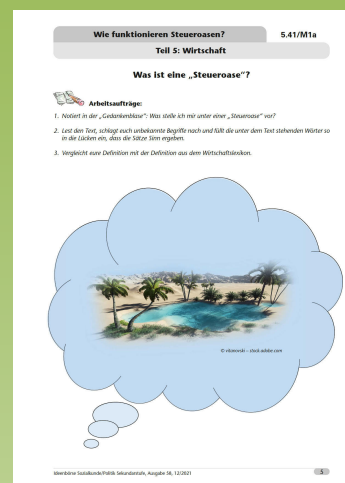 Wie funktionieren Steueroasen?
5.41/M1a
Teil 5: Wirtschaft
Was ist eine „Steueroase“?
Arbeitsaufträge:
1. Notiert in der „Gedankenblase“: Was stelle ich mir unter einer „Steueroase“ vor?
2. Lest den Text, schlagt euch unbekannte Begriffe nach und füllt die unter dem Text stehenden Wörter so
in die Lücken ein, dass die Sätze Sinn ergeben.
3. Vergleicht eure Definition mit der Definition aus dem Wirtschaftslexikon.
© vitanovski – stock.adobe.com
Ideenbörse Sozialkunde/Politik Sekundarstufe, Ausgabe 58, 12/2021
5